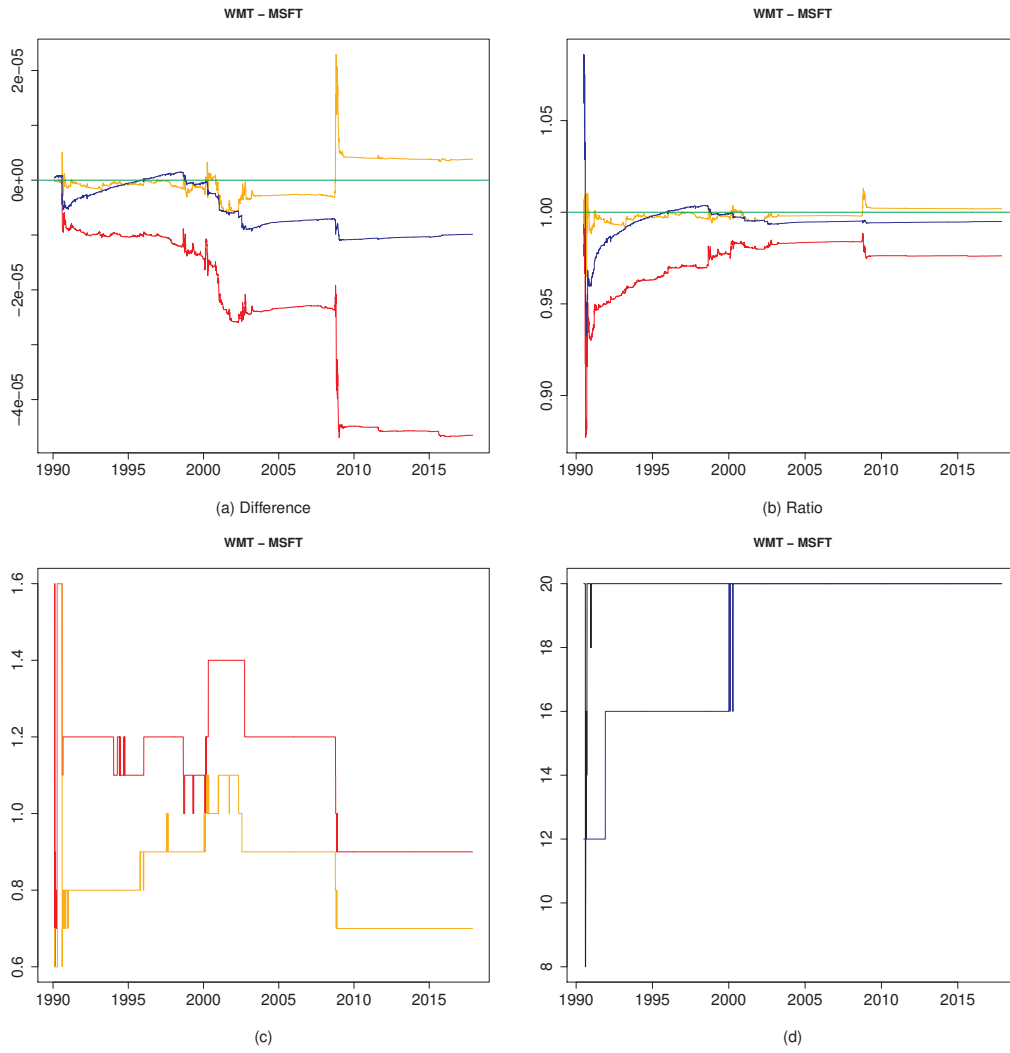 WMT – MSFT
2e-05
0e+00
-2e-05
-4e-05
1990 1995 2000 2005 2010 2015
(a) Difference
WMT – MSFT
1.05
1.00
0.95
0.90
1990 1995 2000 2005 2010 2015
(b) Ratio
WMT – MSFT
1.6
1.4
1.2
1.0
0.8
0.6
1990 1995 2000 2005 2010 2015
(c)
WMT – MSFT
20
18
16
14
12
10
8
1990 1995 2000 2005 2010 2015
(d)